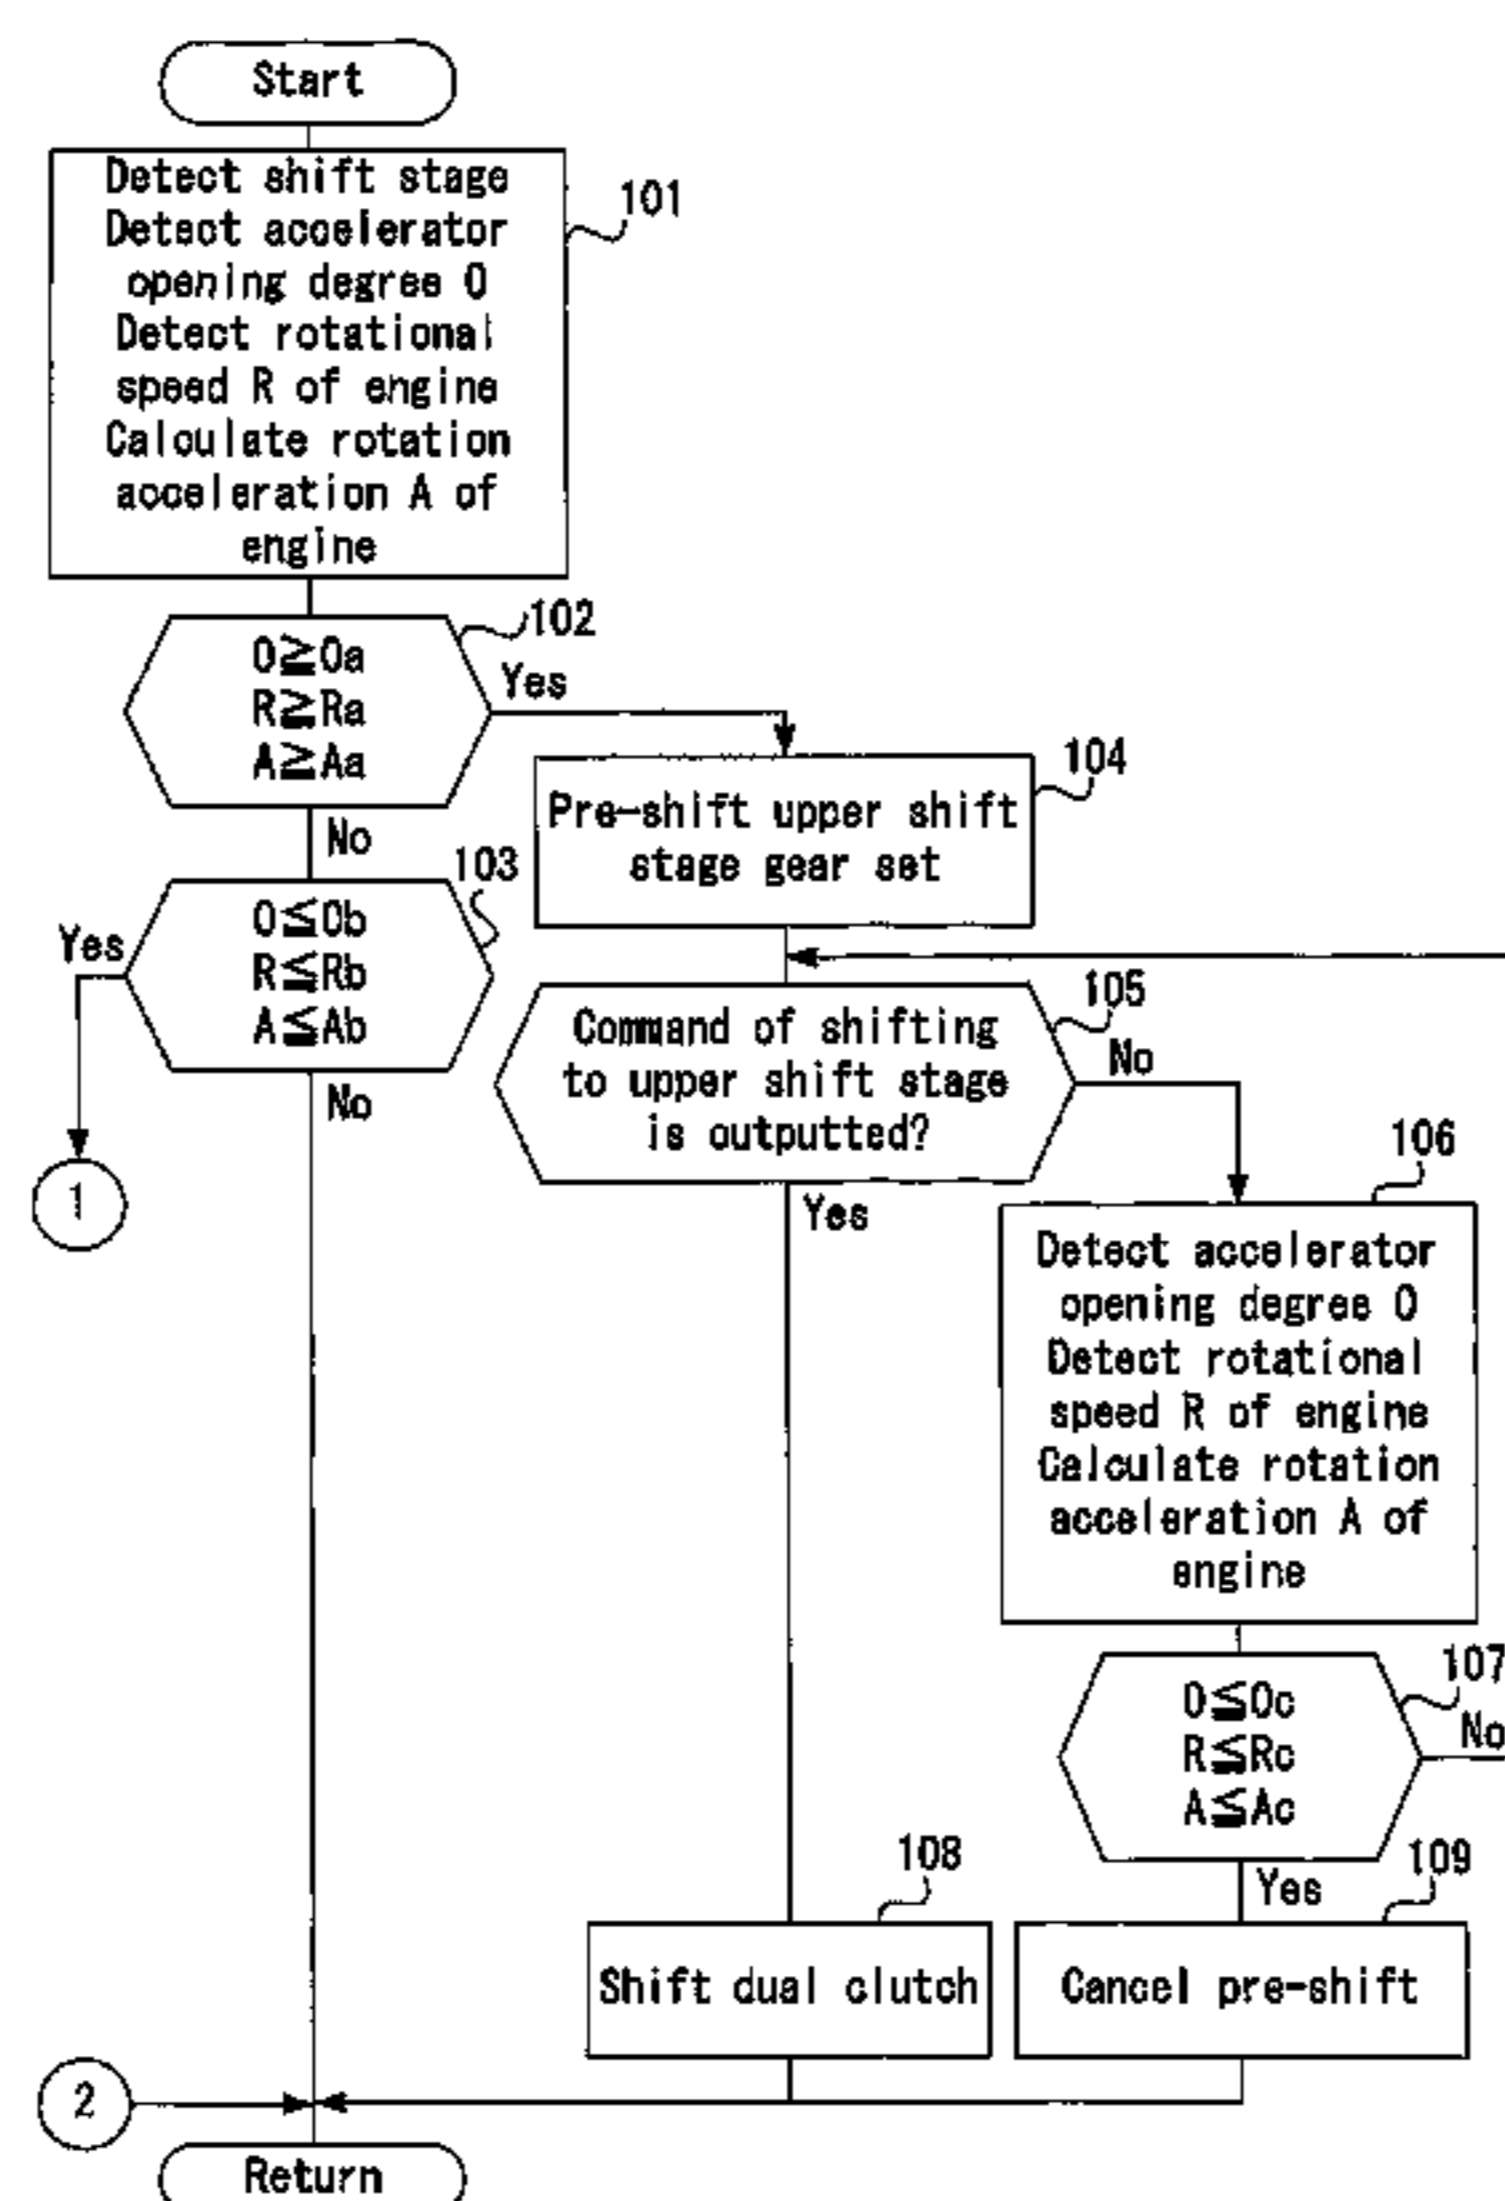 Start
Detect shift stage
Detect accelerator
opening degree O
Detect rotational
speed R of engine
Calculate rotation
acceleration A of
engine
101
102
O≧Oa
R≧Ra
A≧Aa
Yes
No
104
Pre-shift upper shift
stage gear set
103
O≦Ob
R≦Rb
A≦Ab
Yes
No
1
105
Command of shifting
to upper shift stage
is outputted?
No
Yes
106
Detect accelerator
opening degree O
Detect rotational
speed R of engine
Calculate rotation
acceleration A of
engine
107
O≦Oc
R≦Rc
A≦Ac
No
Yes
108
Shift dual clutch
109
Cancel pre-shift
2
Return